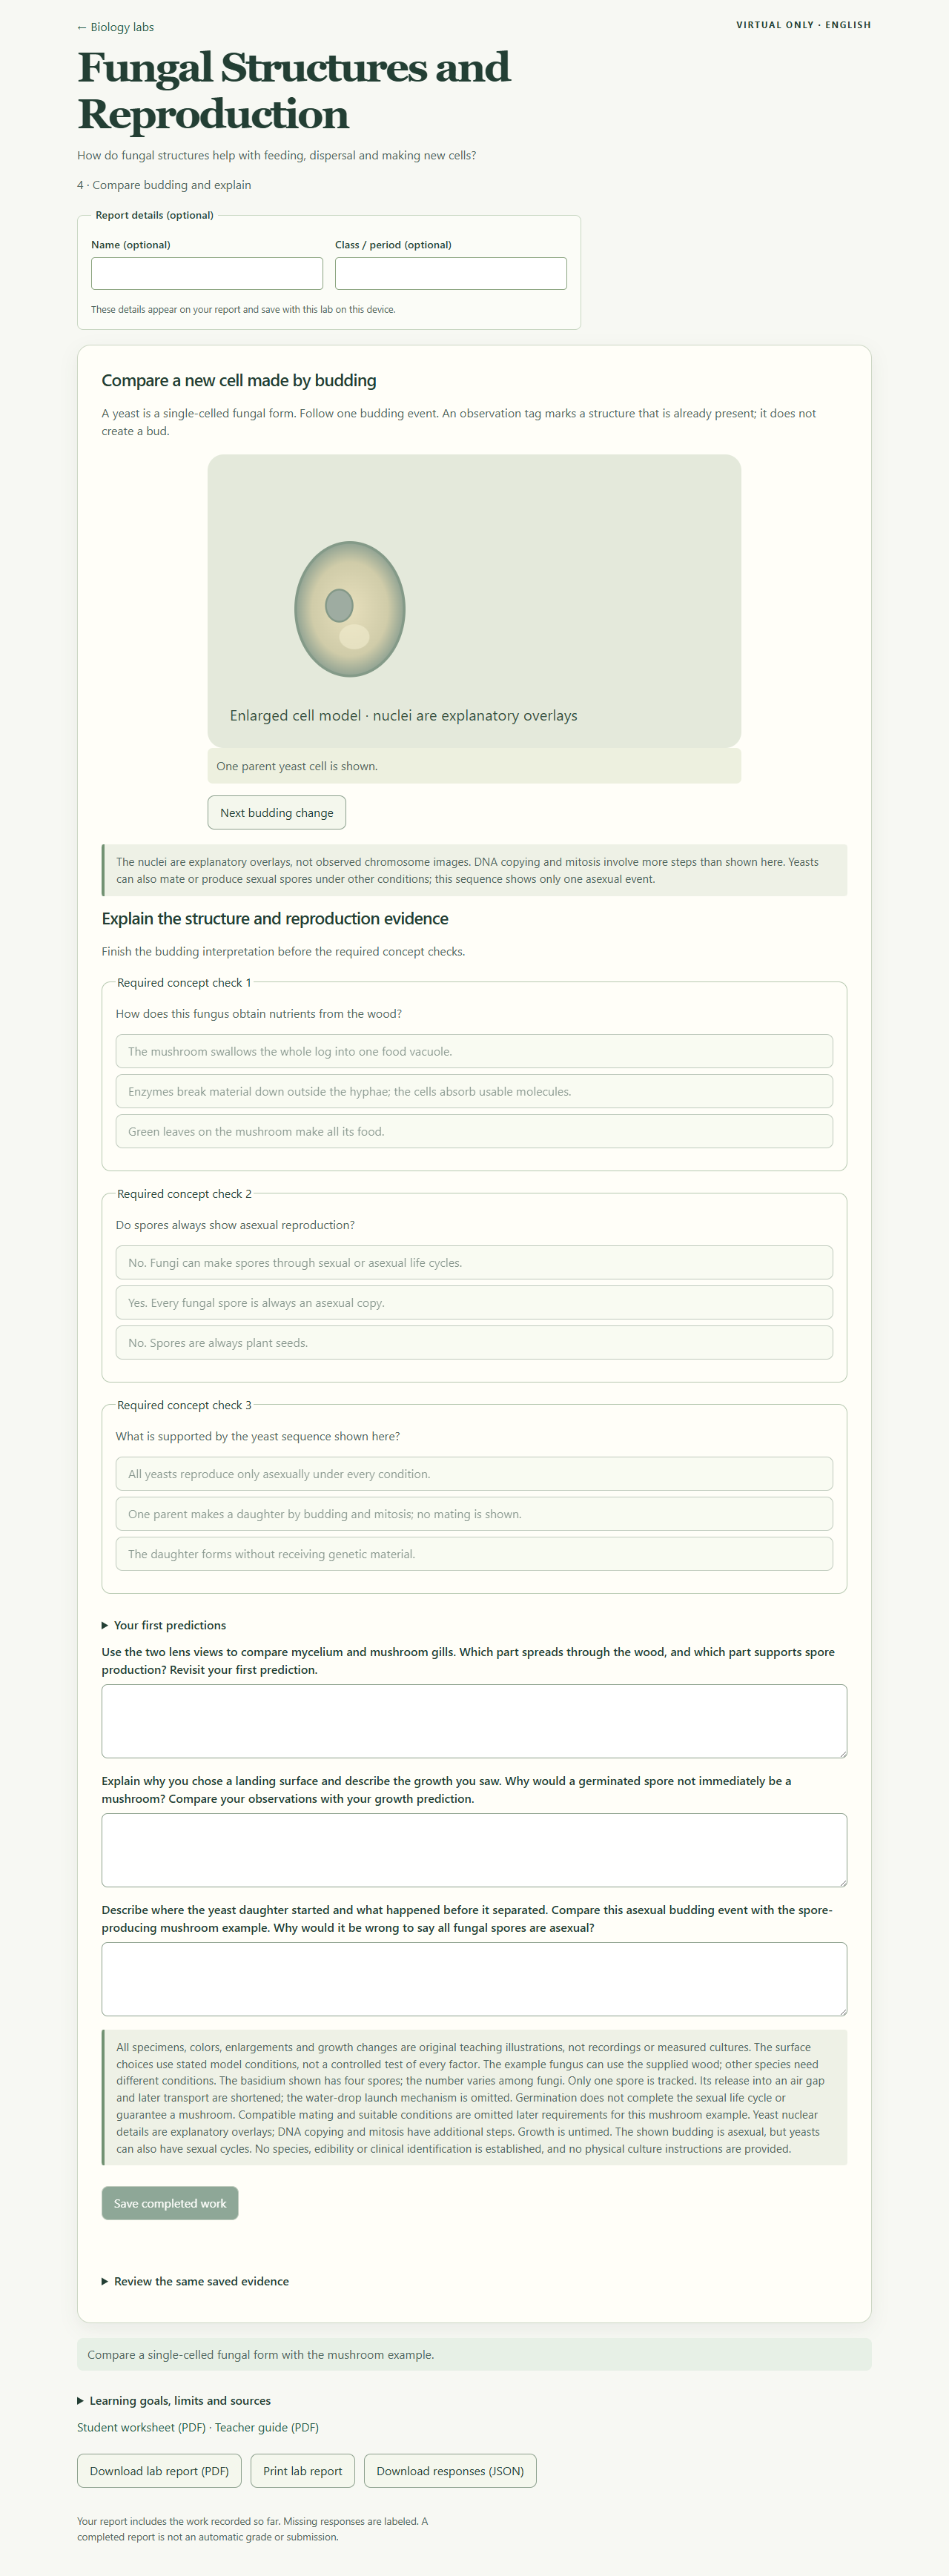 ← Biology labs
VIRTUAL ONLY · ENGLISH
Fungal Structures and
Reproduction
How do fungal structures help with feeding, dispersal and making new cells?
4 · Compare budding and explain
Report details (optional)
Name (optional)
Class / period (optional)
These details appear on your report and save with this lab on this device.
Compare a new cell made by budding
A yeast is a single-celled fungal form. Follow one budding event. An observation tag marks a structure that is already present; it does not
create a bud.
Enlarged cell model · nuclei are explanatory overlays
One parent yeast cell is shown.
Next budding change
The nuclei are explanatory overlays, not observed chromosome images. DNA copying and mitosis involve more steps than shown here. Yeasts
can also mate or produce sexual spores under other conditions; this sequence shows only one asexual event.
Explain the structure and reproduction evidence
Finish the budding interpretation before the required concept checks.
Required concept check 1
How does this fungus obtain nutrients from the wood?
The mushroom swallows the whole log into one food vacuole.
Enzymes break material down outside the hyphae; the cells absorb usable molecules.
Green leaves on the mushroom make all its food.
Required concept check 2
Do spores always show asexual reproduction?
No. Fungi can make spores through sexual or asexual life cycles.
Yes. Every fungal spore is always an asexual copy.
No. Spores are always plant seeds.
Required concept check 3
What is supported by the yeast sequence shown here?
All yeasts reproduce only asexually under every condition.
One parent makes a daughter by budding and mitosis; no mating is shown.
The daughter forms without receiving genetic material.
▶ Your first predictions
Use the two lens views to compare mycelium and mushroom gills. Which part spreads through the wood, and which part supports spore
production? Revisit your first prediction.
Explain why you chose a landing surface and describe the growth you saw. Why would a germinated spore not immediately be a
mushroom? Compare your observations with your growth prediction.
Describe where the yeast daughter started and what happened before it separated. Compare this asexual budding event with the spore-
producing mushroom example. Why would it be wrong to say all fungal spores are asexual?
All specimens, colors, enlargements and growth changes are original teaching illustrations, not recordings or measured cultures. The surface
choices use stated model conditions, not a controlled test of every factor. The example fungus can use the supplied wood; other species need
different conditions. The basidium shown has four spores; the number varies among fungi. Only one spore is tracked. Its release into an air gap
and later transport are shortened; the water-drop launch mechanism is omitted. Germination does not complete the sexual life cycle or
guarantee a mushroom. Compatible mating and suitable conditions are omitted later requirements for this mushroom example. Yeast nuclear
details are explanatory overlays; DNA copying and mitosis have additional steps. Growth is untimed. The shown budding is asexual, but yeasts
can also have sexual cycles. No species, edibility or clinical identification is established, and no physical culture instructions are provided.
Save completed work
▶ Review the same saved evidence
Compare a single-celled fungal form with the mushroom example.
▶ Learning goals, limits and sources
Student worksheet (PDF) · Teacher guide (PDF)
Download lab report (PDF)
Print lab report
Download responses (JSON)
Your report includes the work recorded so far. Missing responses are labeled. A
completed report is not an automatic grade or submission.